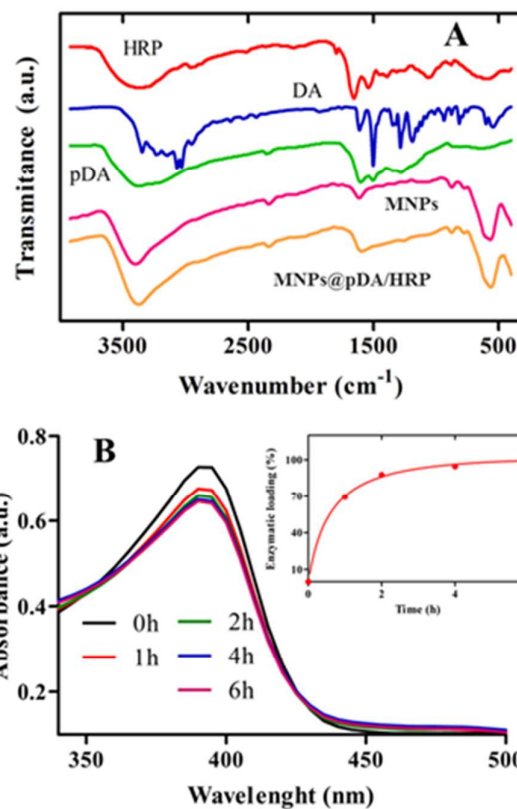 A
HRP
DA
pDA
MNPs
MNPs@pDA/HRP
Transmitance (a.u.)
3500 2500 1500 500
Wavenumber (cm⁻¹)
B
Absorbance (a.u.)
0.8
0.6
0.4
0.2
0h 2h
1h 4h
6h
350 400 450 500
Wavelenght (nm)
Enzymatic loading (%)
100
70
40
10
0 2 4
Time (h)